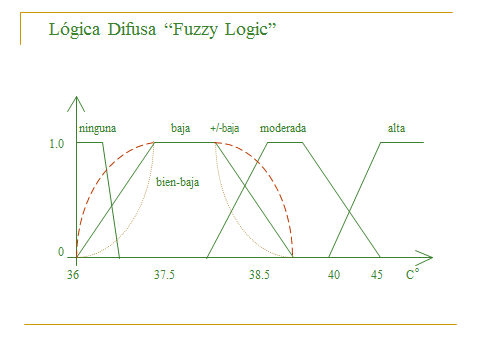 Lógica Difusa “Fuzzy Logic”
ninguna baja +/-baja moderada alta
1.0
bien-baja
0
36 37.5 38.5 40 45 C°